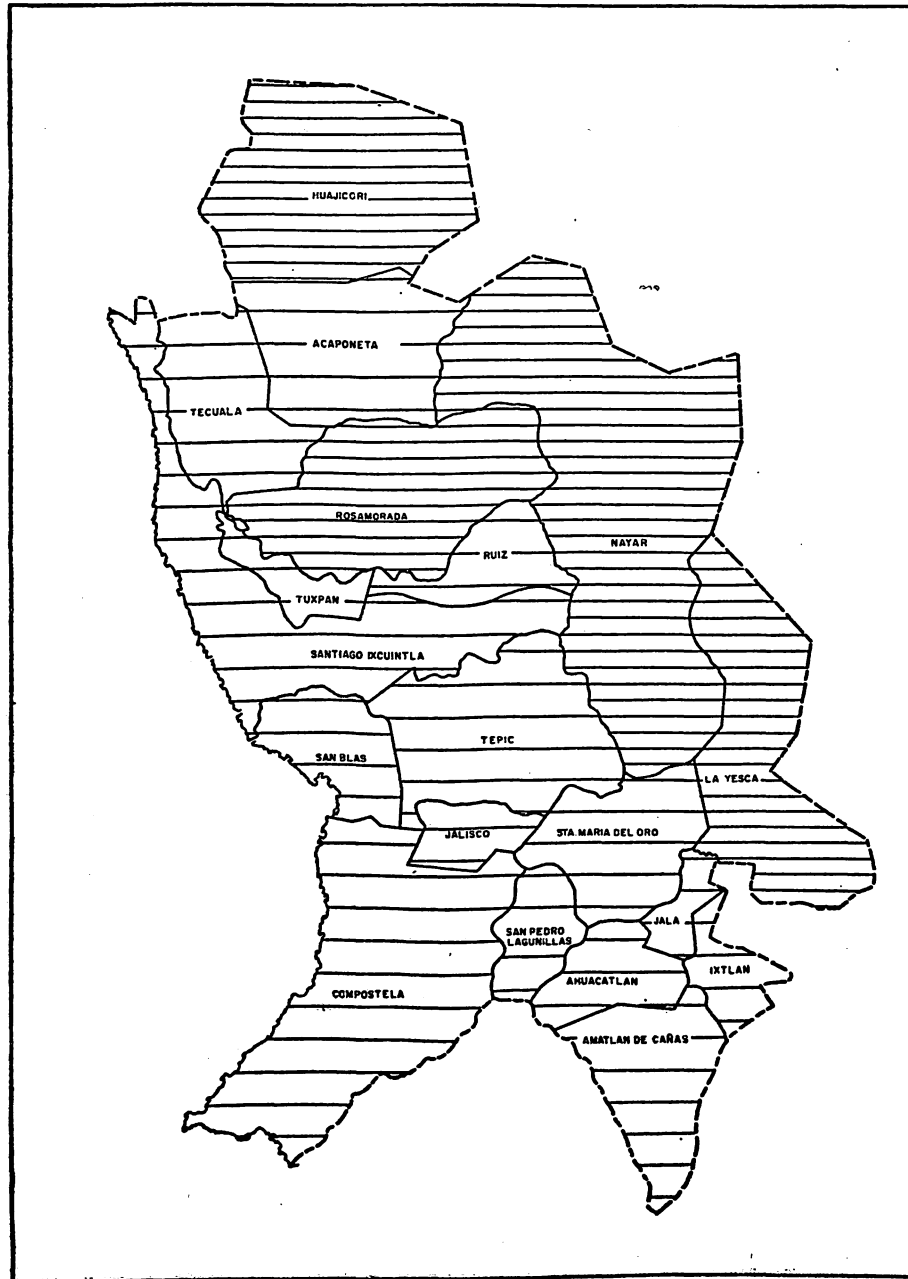 HUAJICORI
ACAPONETA
TECUALA
ROSAMORADA
RUIZ
NAYAR
TUXPAN
SANTIAGO IXCUINTLA
TEPIC
SAN BLAS
LA YESCA
JALISCO
STA. MARIA DEL ORO
JALA
SAN PEDRO
LAGUNILLAS
IXTLAN
AHUACATLAN
COMPOSTELA
AMATLAN DE CAÑAS